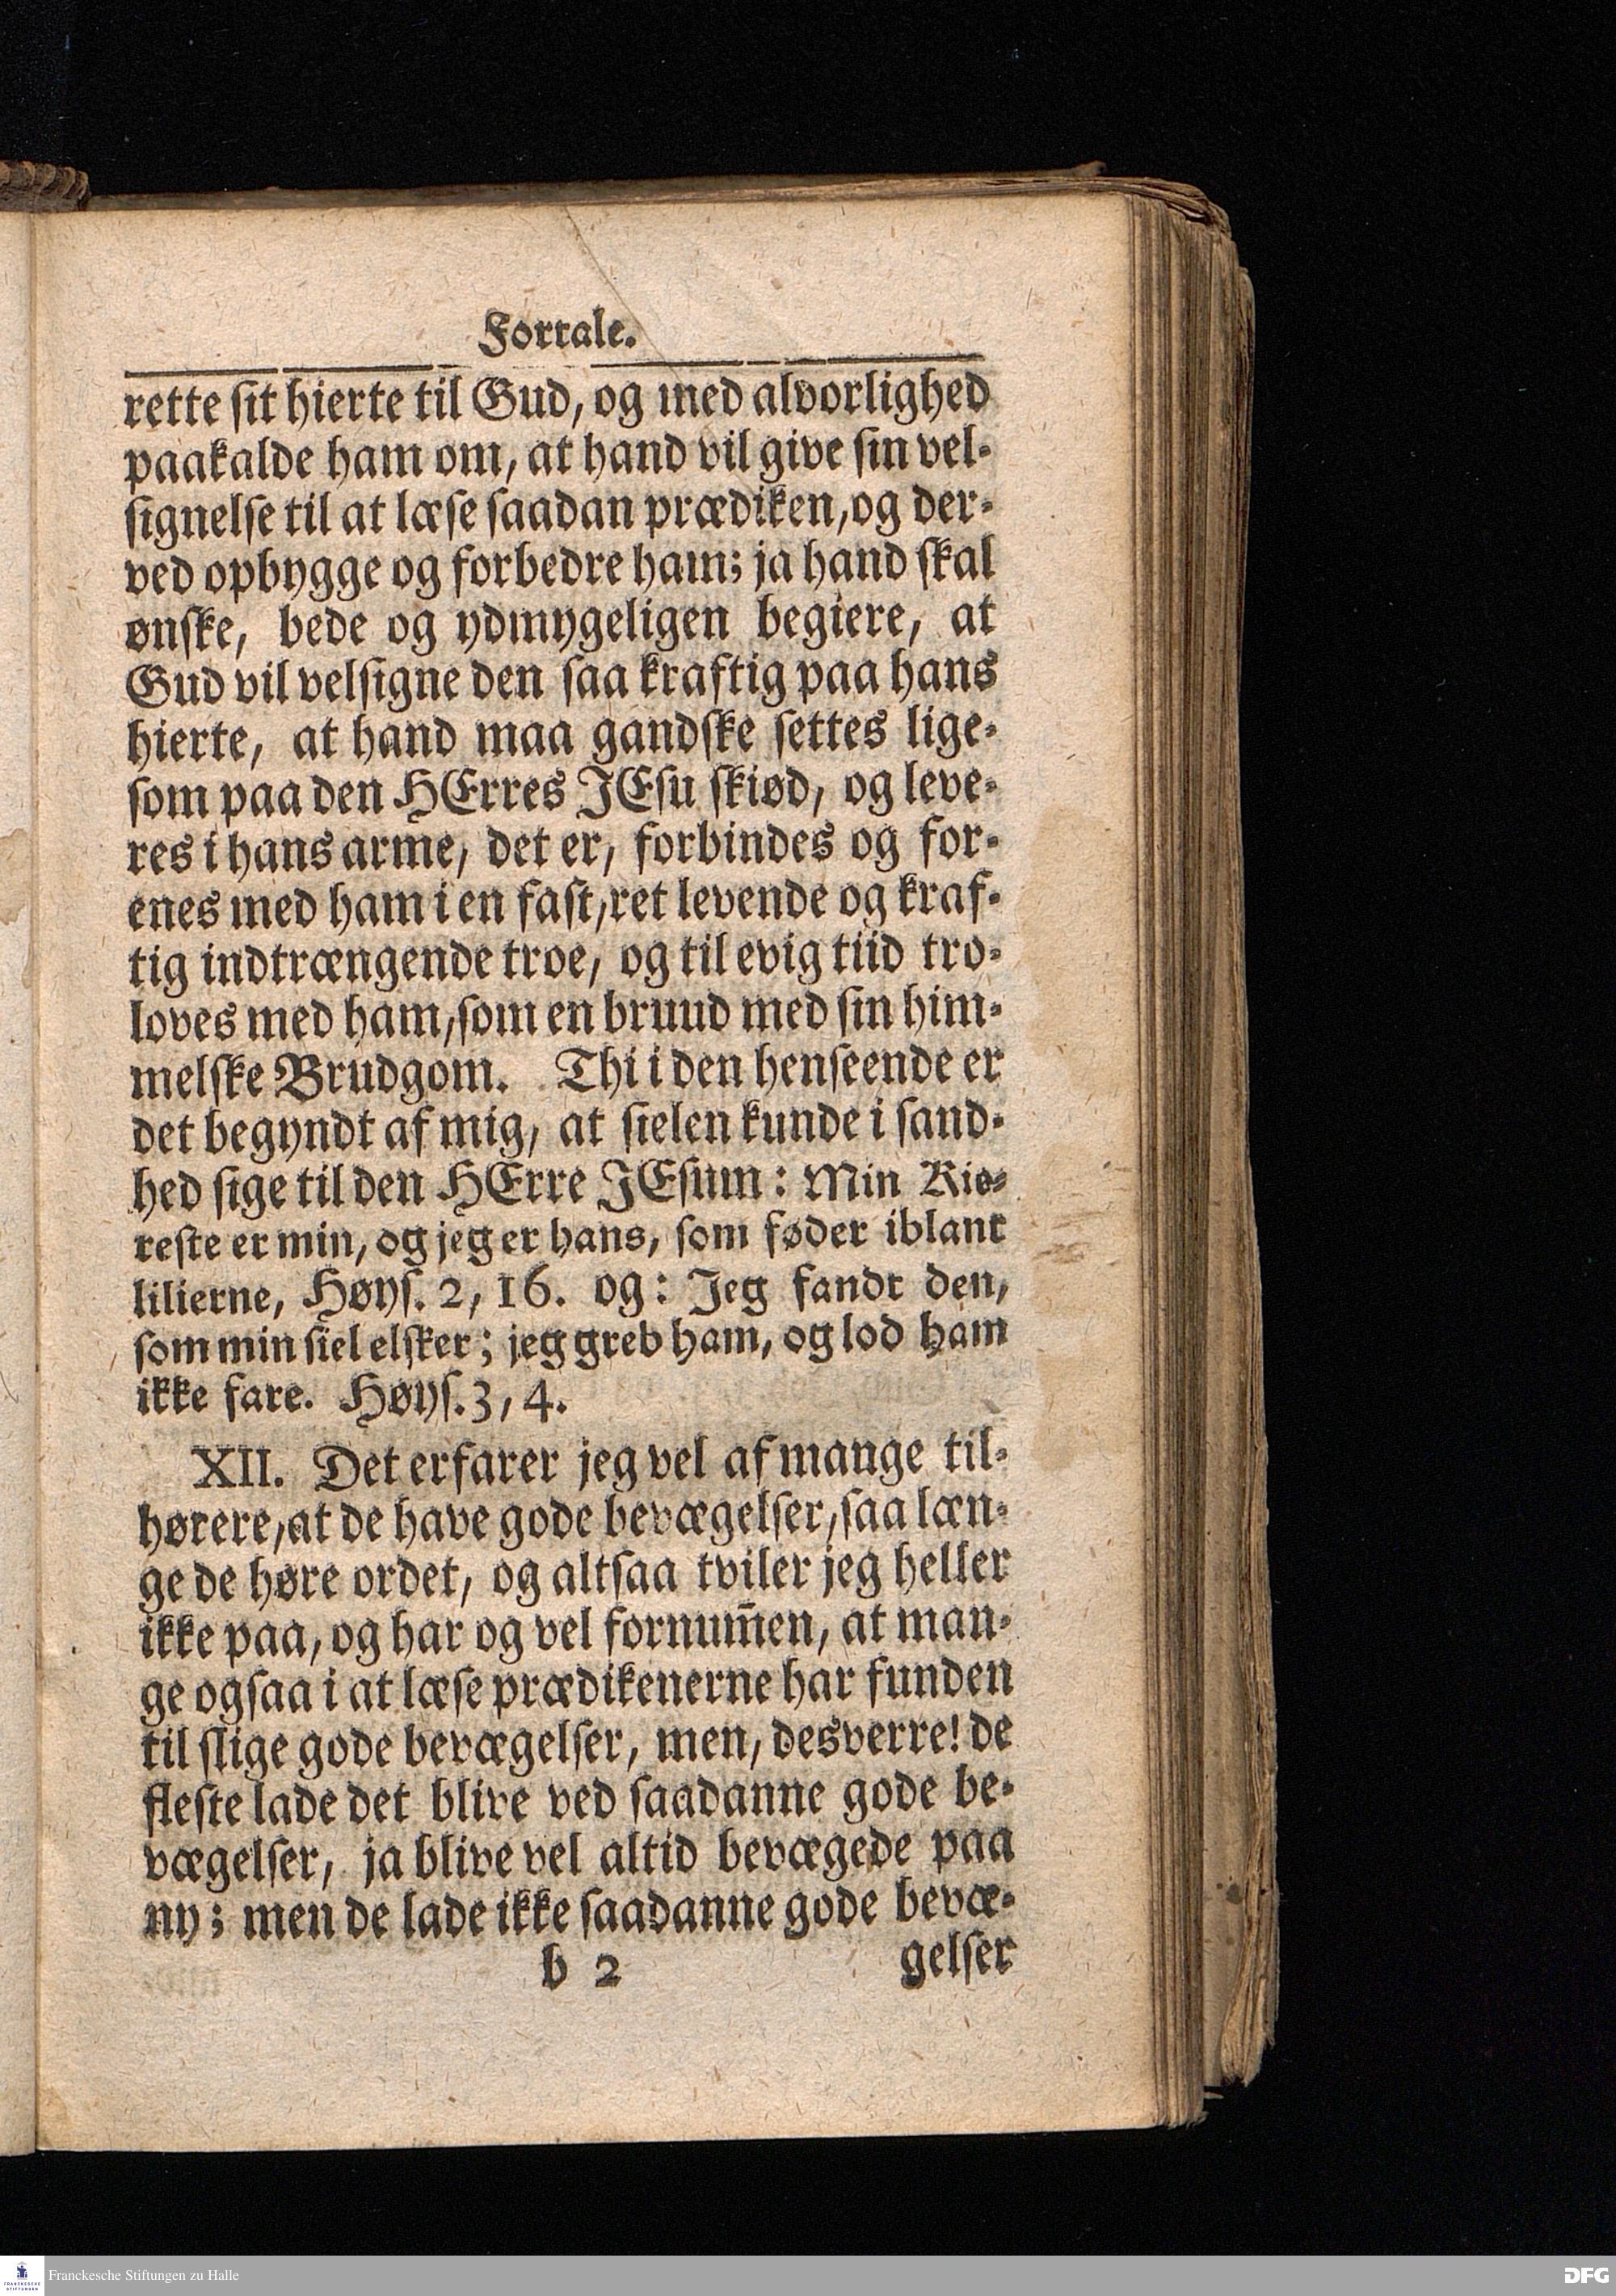 Fortale.
rette sit hierte til Gud, og med alvorlighed
paakalde ham om, at hand vil give sin vel-
signelse til at læse saadan prædiken, og der-
ved opbygge og forbedre ham; ja hand skal
ønske, bede og ydmygeligen begiere, at
Gud vil velsigne den saa kraftig paa hans
hierte, at hand maa gandske settes lige-
som paa den HErres JEsu skiød, og leve-
res i hans arme, det er, forbindes og for-
enes med ham i en fast, ret levende og kraf-
tig indtrængende troe, og til evig tiid tro-
loves med ham, som en bruud med sin him-
melske Brudgom. Thi i den henseende er
det begyndt af mig, at sielen kunde i sand-
hed sige til den HErre JEsum: Min Kie-
reste er min, og jeg er hans, som føder iblant
lilierne, Høys. 2, 16. og: Jeg fandt den,
som min siel elsker; jeg greb ham, og lod ham
ikke fare. Høys. 3, 4.
XII. Det erfarer jeg vel af mange til-
hørere, at de have gode bevægelser, saa læn-
ge de høre ordet, og altsaa tviler jeg heller
ikke paa, og har og vel fornum̄en, at man-
ge ogsaa i at læse prædikenerne har funden
til slige gode bevægelser, men, desverre! de
fleste lade det blive ved saadanne gode be-
vægelser, ja blive vel altid bevægede paa
ny; men de lade ikke saadanne gode bevæ-
b 2 gelser
Franckesche Stiftungen zu Halle
DFG